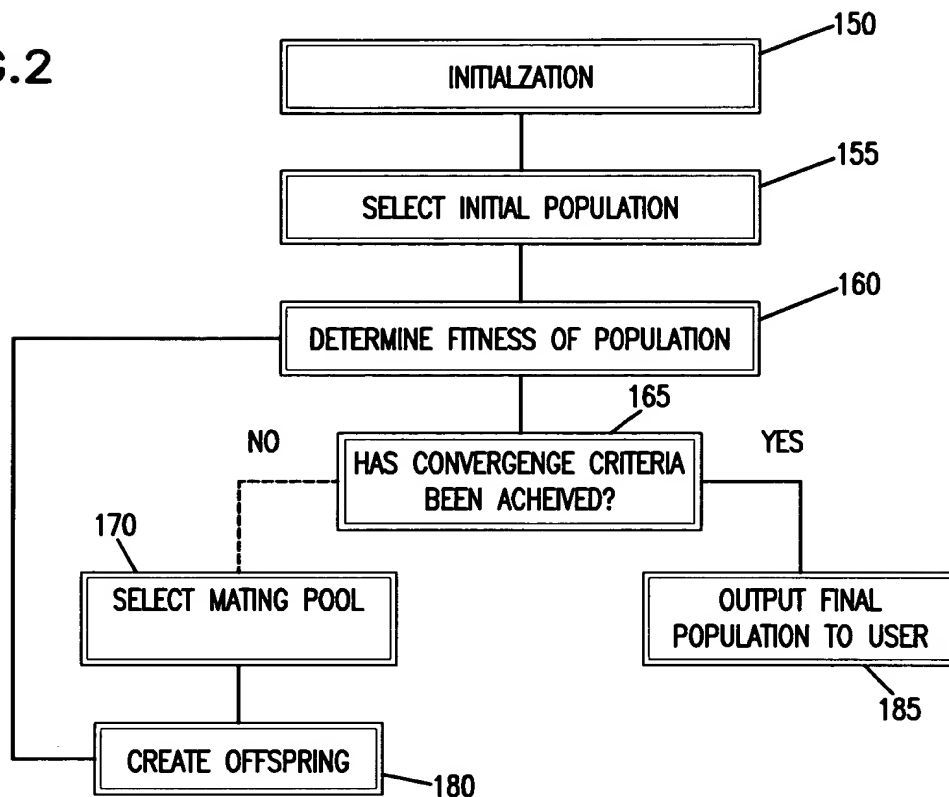 G.2
150
INITIALZATION
155
SELECT INITIAL POPULATION
160
DETERMINE FITNESS OF POPULATION
165
NO
HAS CONVERGENGE CRITERIA
BEEN ACHEIVED?
YES
170
SELECT MATING POOL
OUTPUT FINAL
POPULATION TO USER
185
CREATE OFFSPRING
180